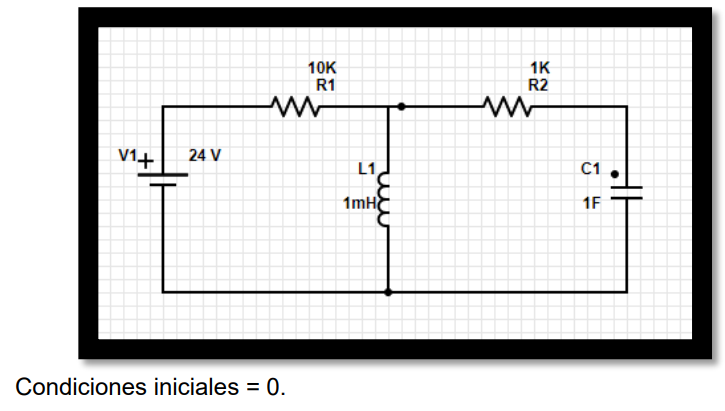 10K
R1
1K
R2
V1
+
24 V
L1
1mH
C1
1F
Condiciones iniciales = 0.